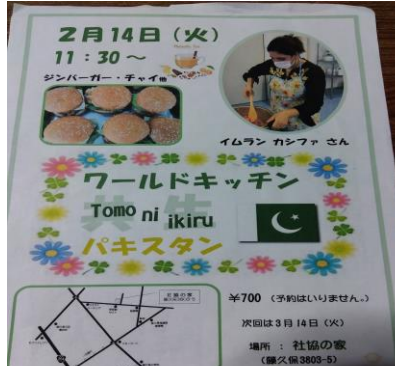 2月14日（火）
11：30〜
ジンバーガー・チャイ他
イムラン カシファ さん
ワールドキッチン
共生
Tomo ni ikiru
パキスタン
¥700 （予約はいりません。）
次回は3月14日（火）
場所 ： 社協の家
（藤久保3803-5）